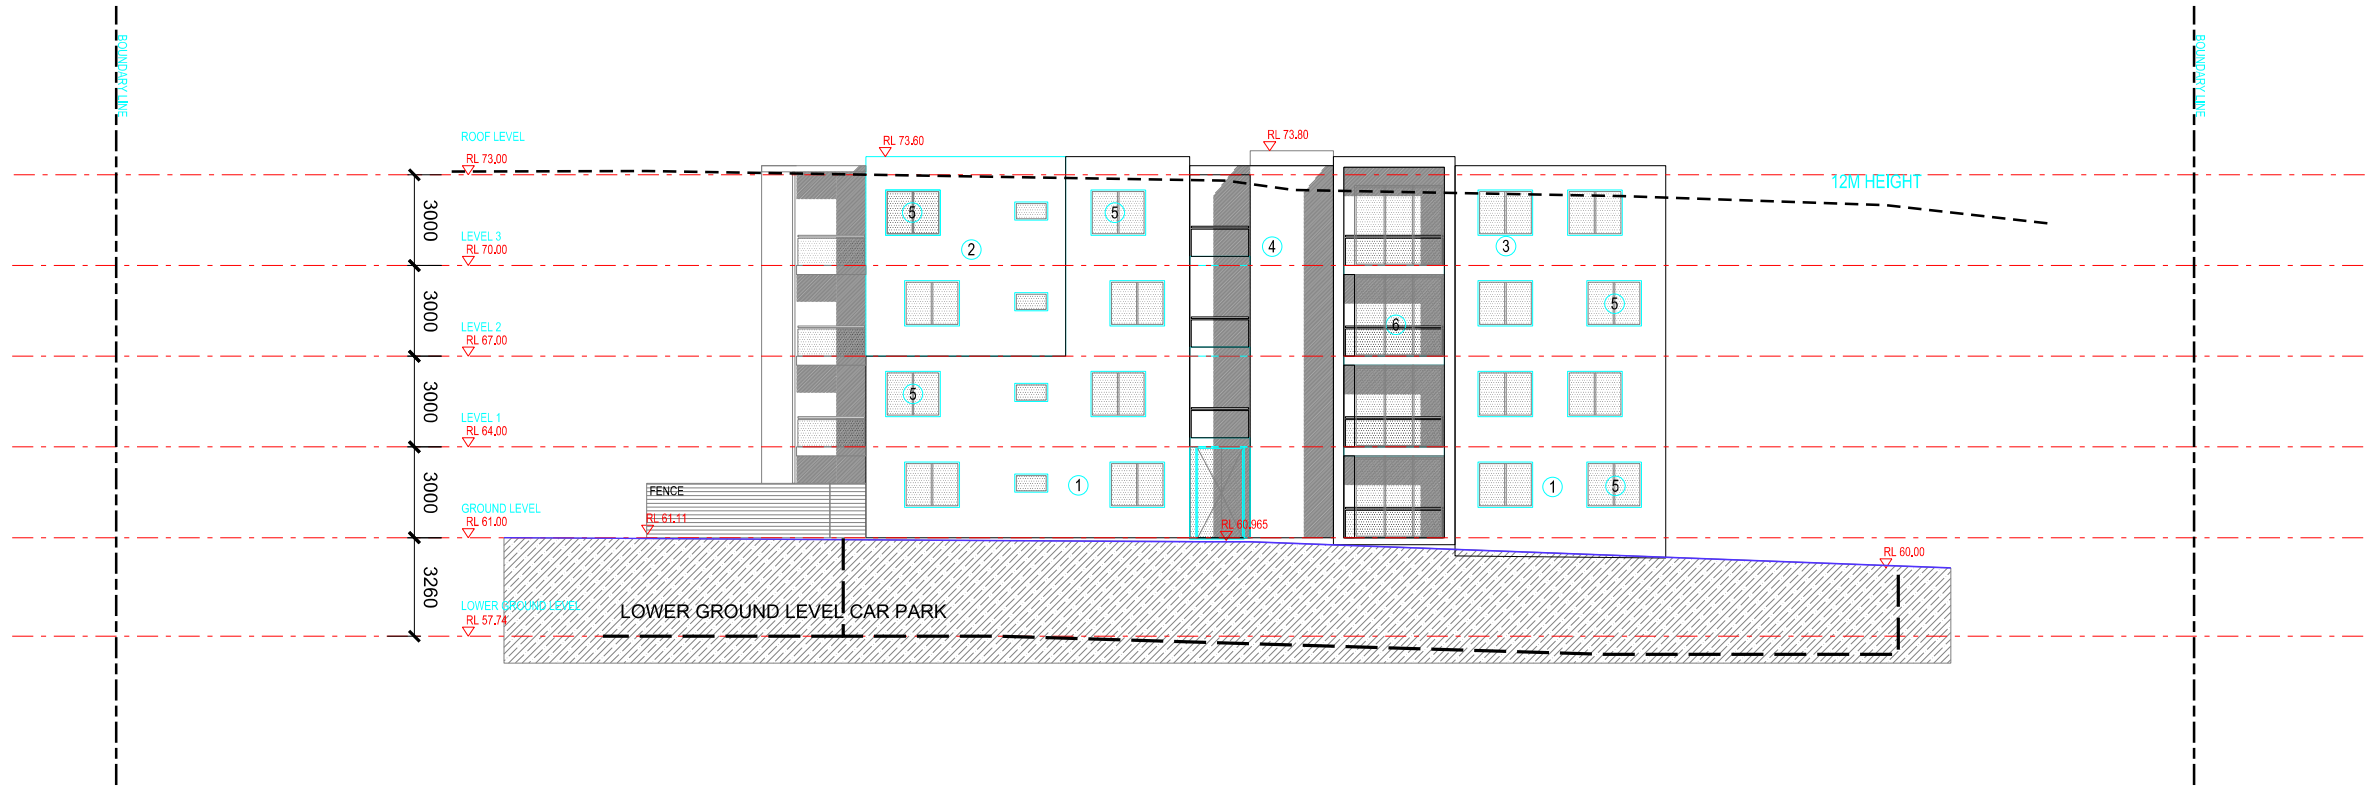 BOUNDARY LINE
BOUNDARY LINE
ROOF LEVEL
RL 73.00
RL 73.60
RL 73.80
12M HEIGHT
3000
5
5
2
4
3
LEVEL 3
RL 70.00
3000
5
6
LEVEL 2
RL 67.00
3000
5
LEVEL 1
RL 64.00
3000
FENCE
1
1
5
GROUND LEVEL
RL 61.00
RL 61.11
RL 60.965
RL 60.00
3260
LOWER GROUND LEVEL
RL 57.74
LOWER GROUND LEVEL CAR PARK